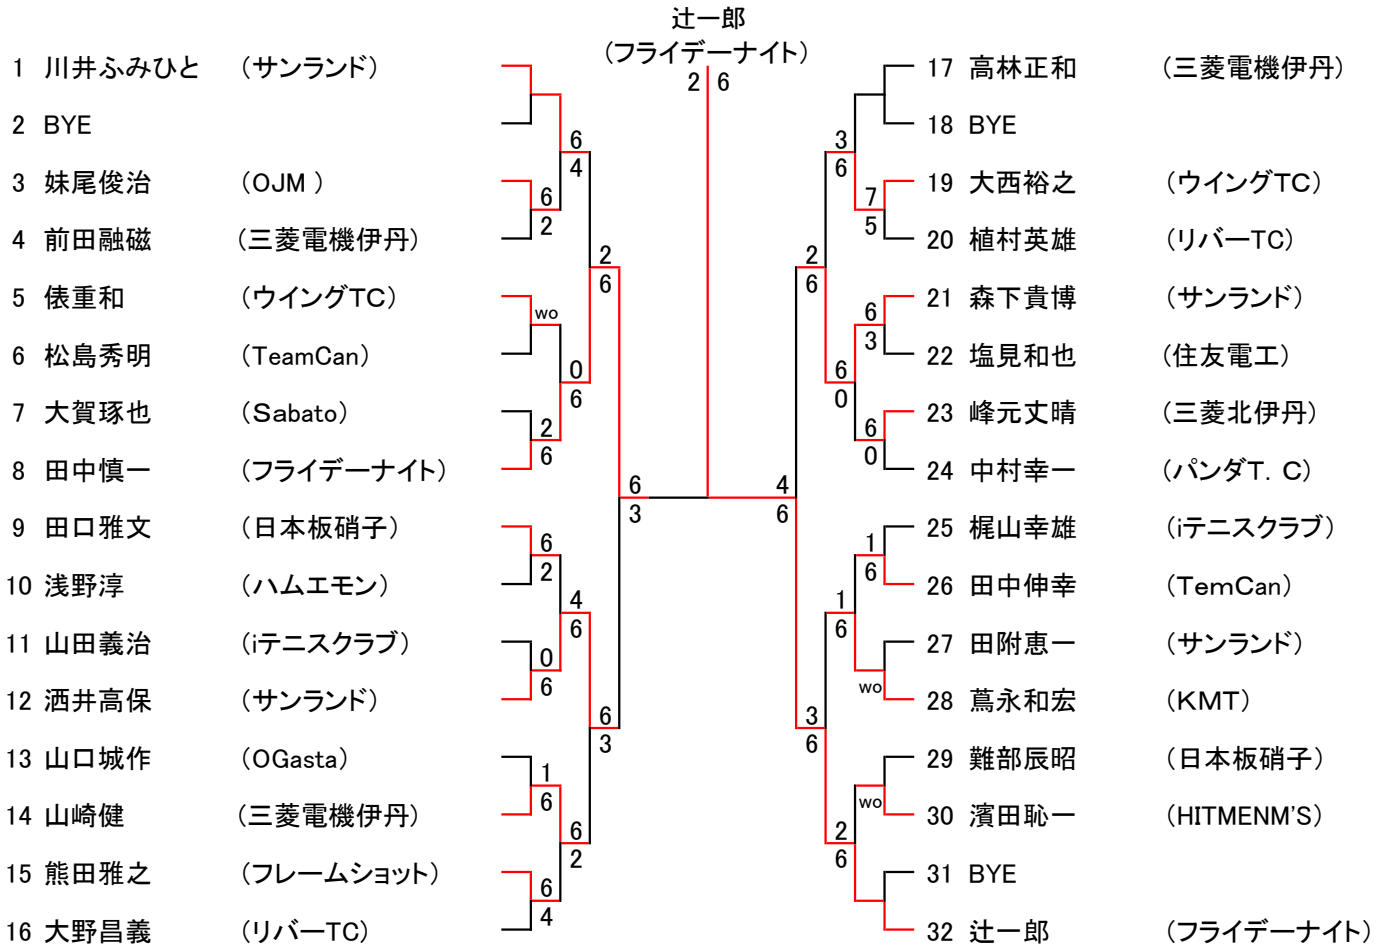 辻一郎
(フライデーナイト)
2 6
1 川井ふみひと (サンランド)
2 BYE
6
4
3 妹尾俊治 (OJM )
6
2
4 前田融磁 (三菱電機伊丹)
2
6
5 俵重和 (ウイングTC)
wo
6 松島秀明 (TeamCan)
0
6
7 大賀琢也 (Sabato)
2
6
8 田中慎一 (フライデーナイト)
6
3
9 田口雅文 (日本板硝子)
6
2
10 浅野淳 (ハムエモン)
4
6
11 山田義治 (iテニスクラブ)
0
6
12 酒井高保 (サンランド)
6
3
13 山口城作 (OGasta)
1
6
14 山崎健 (三菱電機伊丹)
6
2
15 熊田雅之 (フレームショット)
6
4
16 大野昌義 (リバーTC)
17 高林正和 (三菱電機伊丹)
18 BYE
3
6
19 大西裕之 (ウイングTC)
7
5
20 植村英雄 (リバーTC)
2
6
21 森下貴博 (サンランド)
6
3
22 塩見和也 (住友電工)
6
0
23 峰元丈晴 (三菱北伊丹)
6
0
24 中村幸一 (パンダT. C)
4
6
25 梶山幸雄 (iテニスクラブ)
1
6
26 田中伸幸 (TemCan)
1
6
27 田附恵一 (サンランド)
wo
28 蔦永和宏 (KMT)
3
6
29 難部辰昭 (日本板硝子)
wo
30 濱田恥一 (HITMENM'S)
2
6
31 BYE
32 辻一郎 (フライデーナイト)